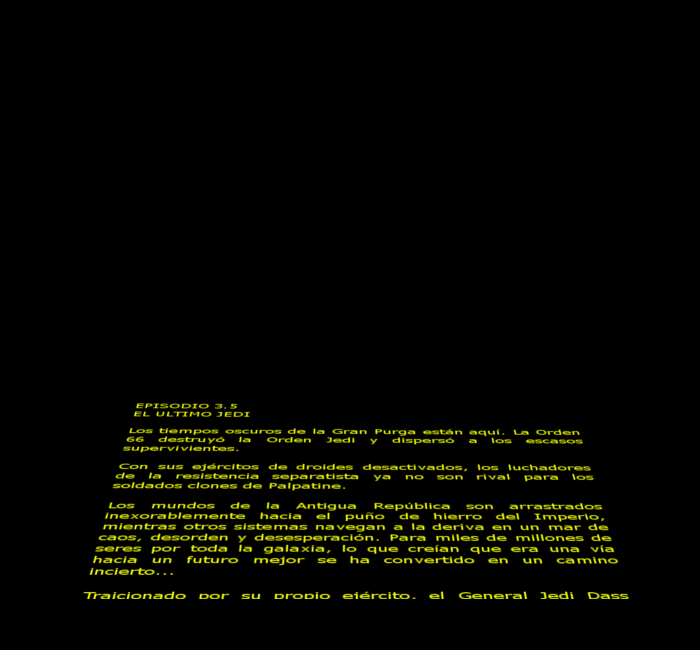 EPISODIO 3.5
EL ULTIMO JEDI
Los tiempos oscuros de la Gran Purga están aquí. La Orden
66 destruyó la Orden Jedi y dispersó a los escasos
supervivientes.
Con sus ejércitos de droides desactivados, los luchadores
de la resistencia separatista ya no son rival para los
soldados clones de Palpatine.
Los mundos de la Antigua República son arrastrados
inexorablemente hacia el puño de hierro del Imperio,
mientras otros sistemas navegan a la deriva en un mar de
caos, desorden y desesperación. Para miles de millones de
seres por toda la galaxia, lo que creían que era una vía
hacia un futuro mejor se ha convertido en un camino
incierto...
Traicionado por su propio ejército, el General Jedi Dass